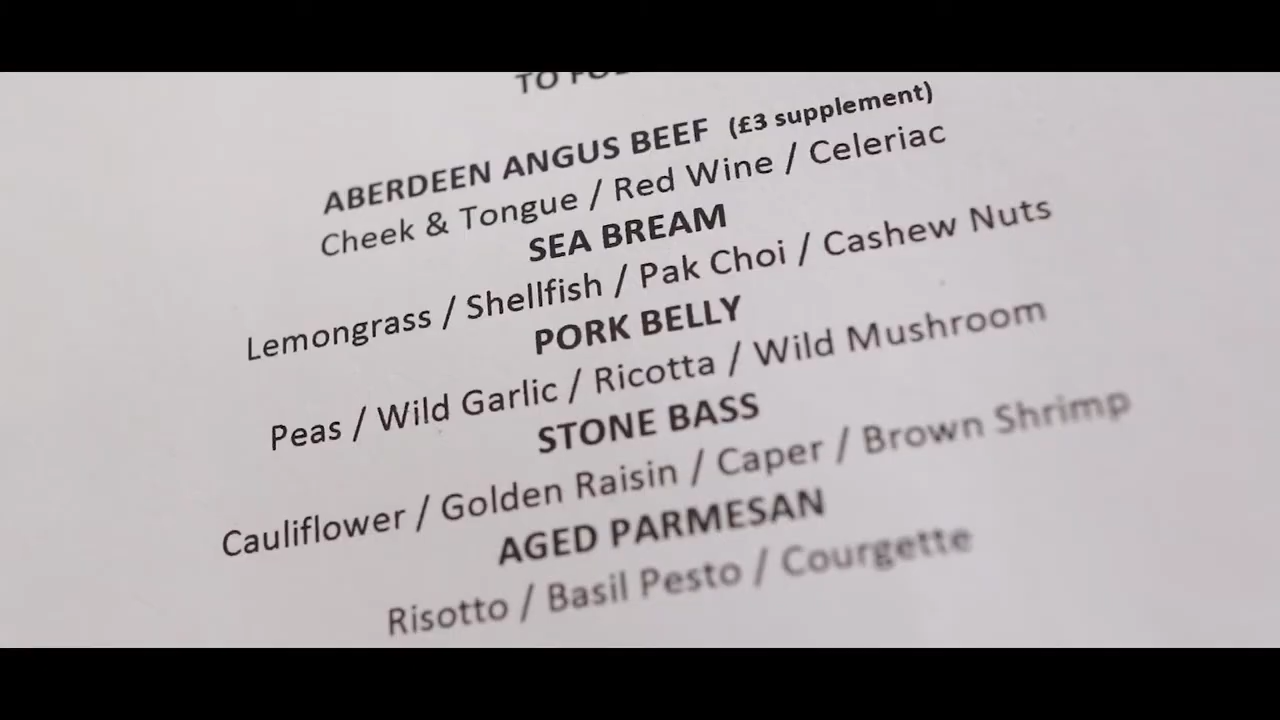 TO
ABERDEEN ANGUS BEEF (£3 supplement)
Cheek & Tongue / Red Wine / Celeriac
SEA BREAM
Lemongrass / Shellfish / Pak Choi / Cashew Nuts
PORK BELLY
Peas / Wild Garlic / Ricotta / Wild Mushroom
STONE BASS
Cauliflower / Golden Raisin / Caper / Brown Shrimp
AGED PARMESAN
Risotto / Basil Pesto / Courgette